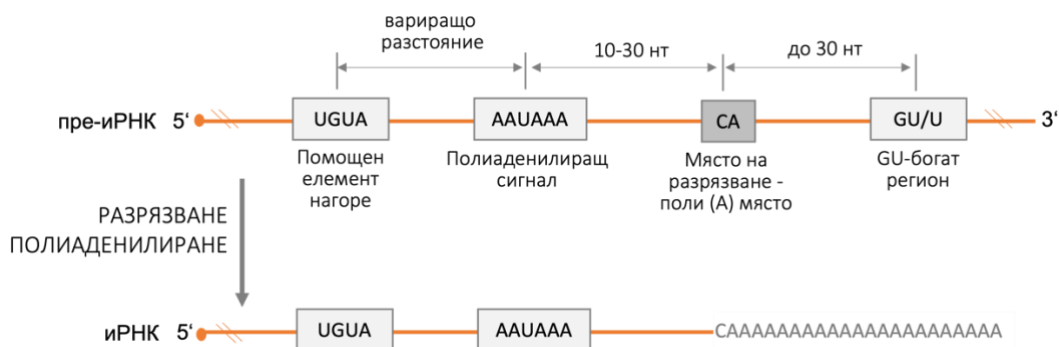 вариращо
разстояние
10-30 нт
до 30 нт
пре-иРНК 5‘ UGUA AAUAAA CA GU/U 3‘
Помощен
елемент
нагоре
Полиаденилиращ
сигнал
Място на
разрязване -
поли (А) място
GU-богат
регион
РАЗРЯЗВАНЕ
ПОЛИАДЕНИЛИРАНЕ
иРНК 5‘ UGUA AAUAAA CAAAAAAAAAAAAAAAAAAAAAA